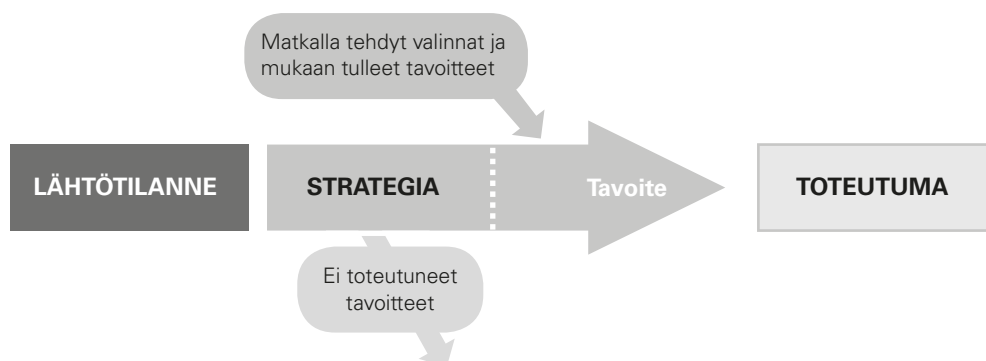 Matkalla tehdyt valinnat ja
mukaan tulleet tavoitteet
LÄHTÖTILANNE
STRATEGIA
Tavoite
TOTEUTUMA
Ei toteutuneet
tavoitteet